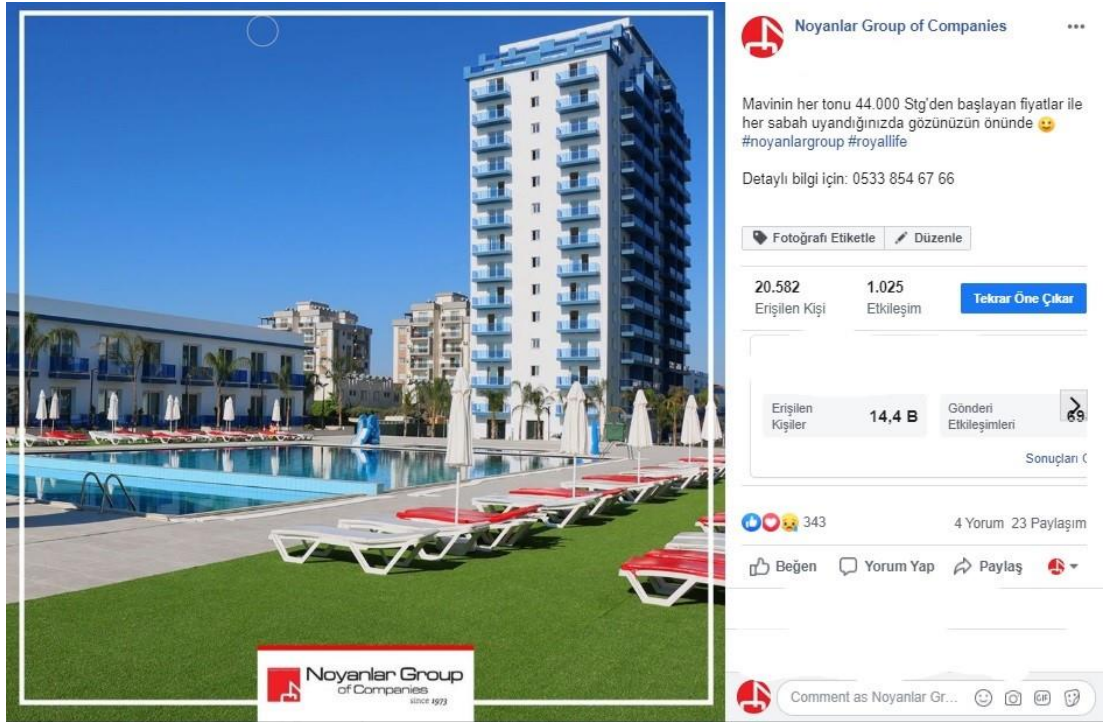 Noyanlar Group of Companies
Mavinin her tonu 44.000 Stg'den başlayan fiyatlar ile
her sabah uyandığınızda gözünüzün önünde
#noyanlargroup #royallife
Detaylı bilgi için: 0533 854 67 66
Fotoğrafı Etiketle Düzenle
20.582 1.025
Erişilen Kişi Etkileşim
Tekrar Öne Çıkar
Erişilen
Kişiler
14,4 B
Gönderi
Etkileşimleri
Sonuçları
343
4 Yorum 23 Paylaşım
Beğen Yorum Yap Paylaş
Comment as Noyanlar Gr...
GIF
Noyanlar Group
of Companies
since 1973